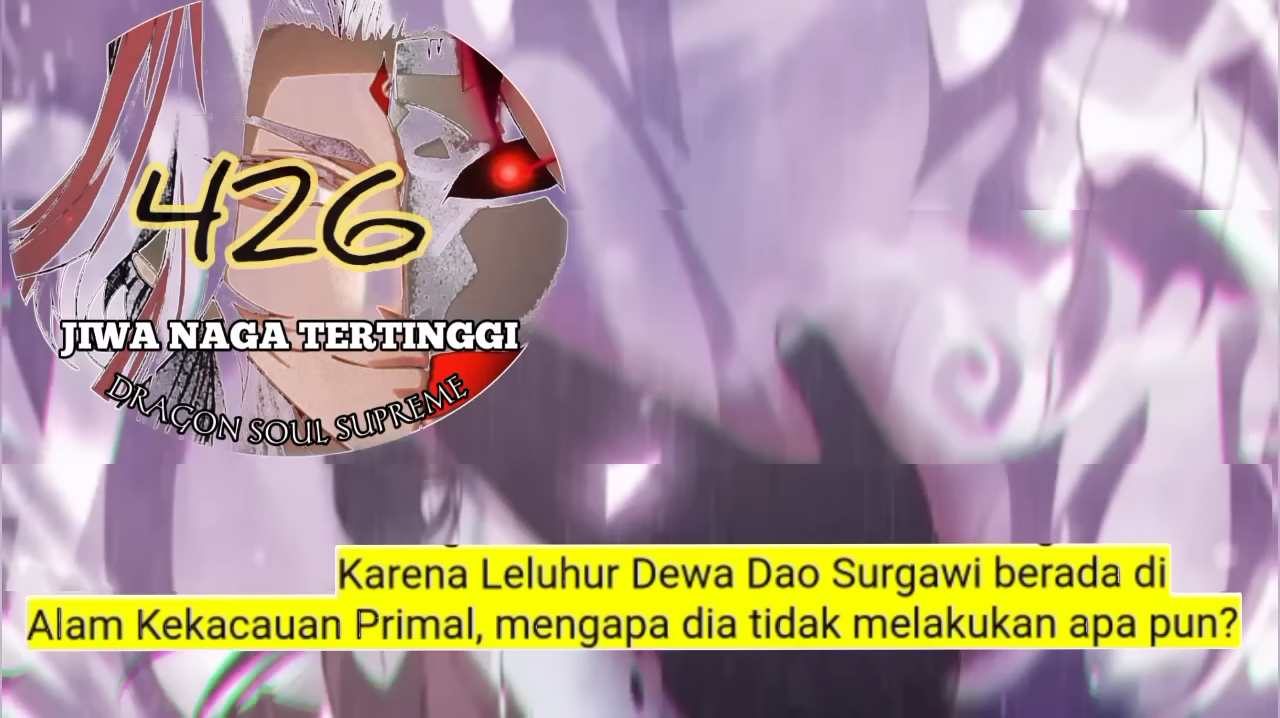 426
JIWA NAGA TERTINGGI
DRAGON SOUL SUPREME
Karena Leluhur Dewa Dao Surgawi berada di
Alam Kekacauan Primal, mengapa dia tidak melakukan apa pun?